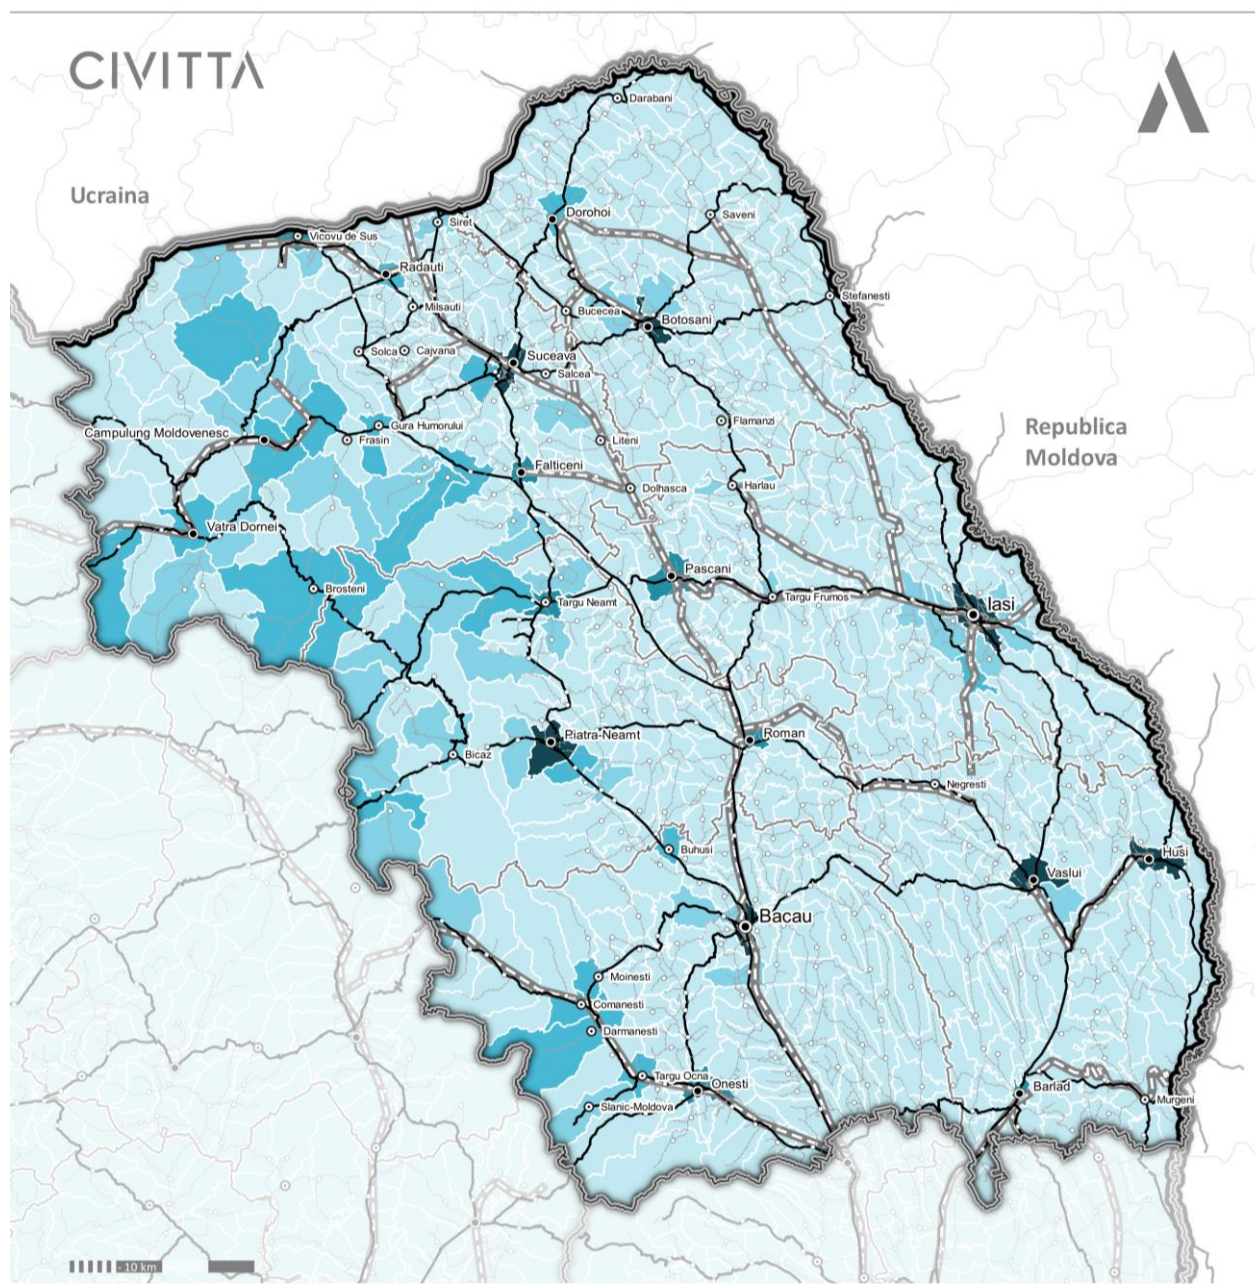 CIVITTA
Darabani
Ucraina
Dorohoi
Saveni
Siret
Vicovu de Sus
Radauti
Stefanesti
Milsauti
Bucecea
Botosani
Solca
Cajvana
Suceava
Salcea
Flamanzi
Gura Humorului
Republica
Moldova
Campulung Moldovenesc
Frasin
Liteni
Falticeni
Dolhasca
Harlau
Vatra Dornei
Pascani
Brosteni
Targu Neamt
Targu Frumos
Iasi
Piatra-Neamt
Roman
Bicaz
Negresti
Buhusi
Husi
Vaslui
Bacau
Moinesti
Comanesti
Darmanesti
Targu Ocna
Onesti
Barlad
Slanic-Moldova
Murgeni
10 km